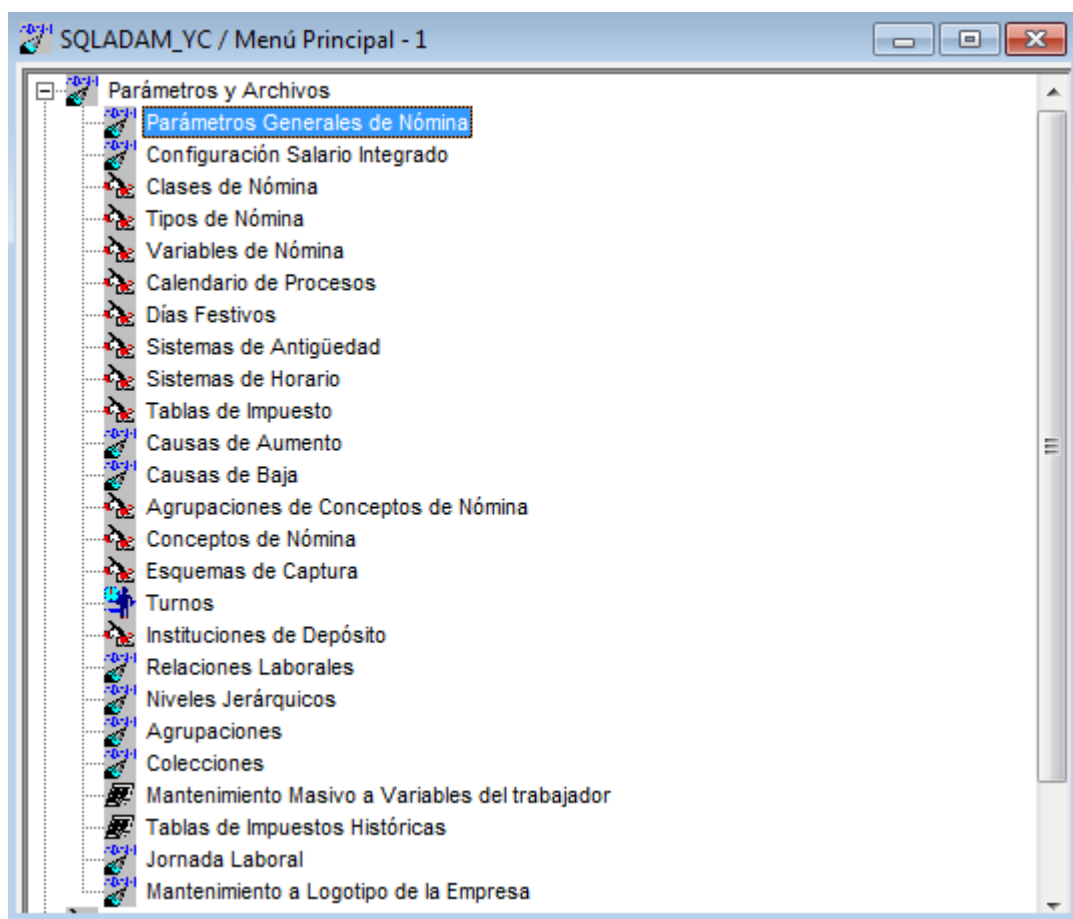 SQLADAM_YC / Menú Principal - 1
Parámetros y Archivos
Parámetros Generales de Nómina
Configuración Salario Integrado
Clases de Nómina
Tipos de Nómina
Variables de Nómina
Calendario de Procesos
Días Festivos
Sistemas de Antigüedad
Sistemas de Horario
Tablas de Impuesto
Causas de Aumento
Causas de Baja
Agrupaciones de Conceptos de Nómina
Conceptos de Nómina
Esquemas de Captura
Turnos
Instituciones de Depósito
Relaciones Laborales
Niveles Jerárquicos
Agrupaciones
Colecciones
Mantenimiento Masivo a Variables del trabajador
Tablas de Impuestos Históricas
Jornada Laboral
Mantenimiento a Logotipo de la Empresa